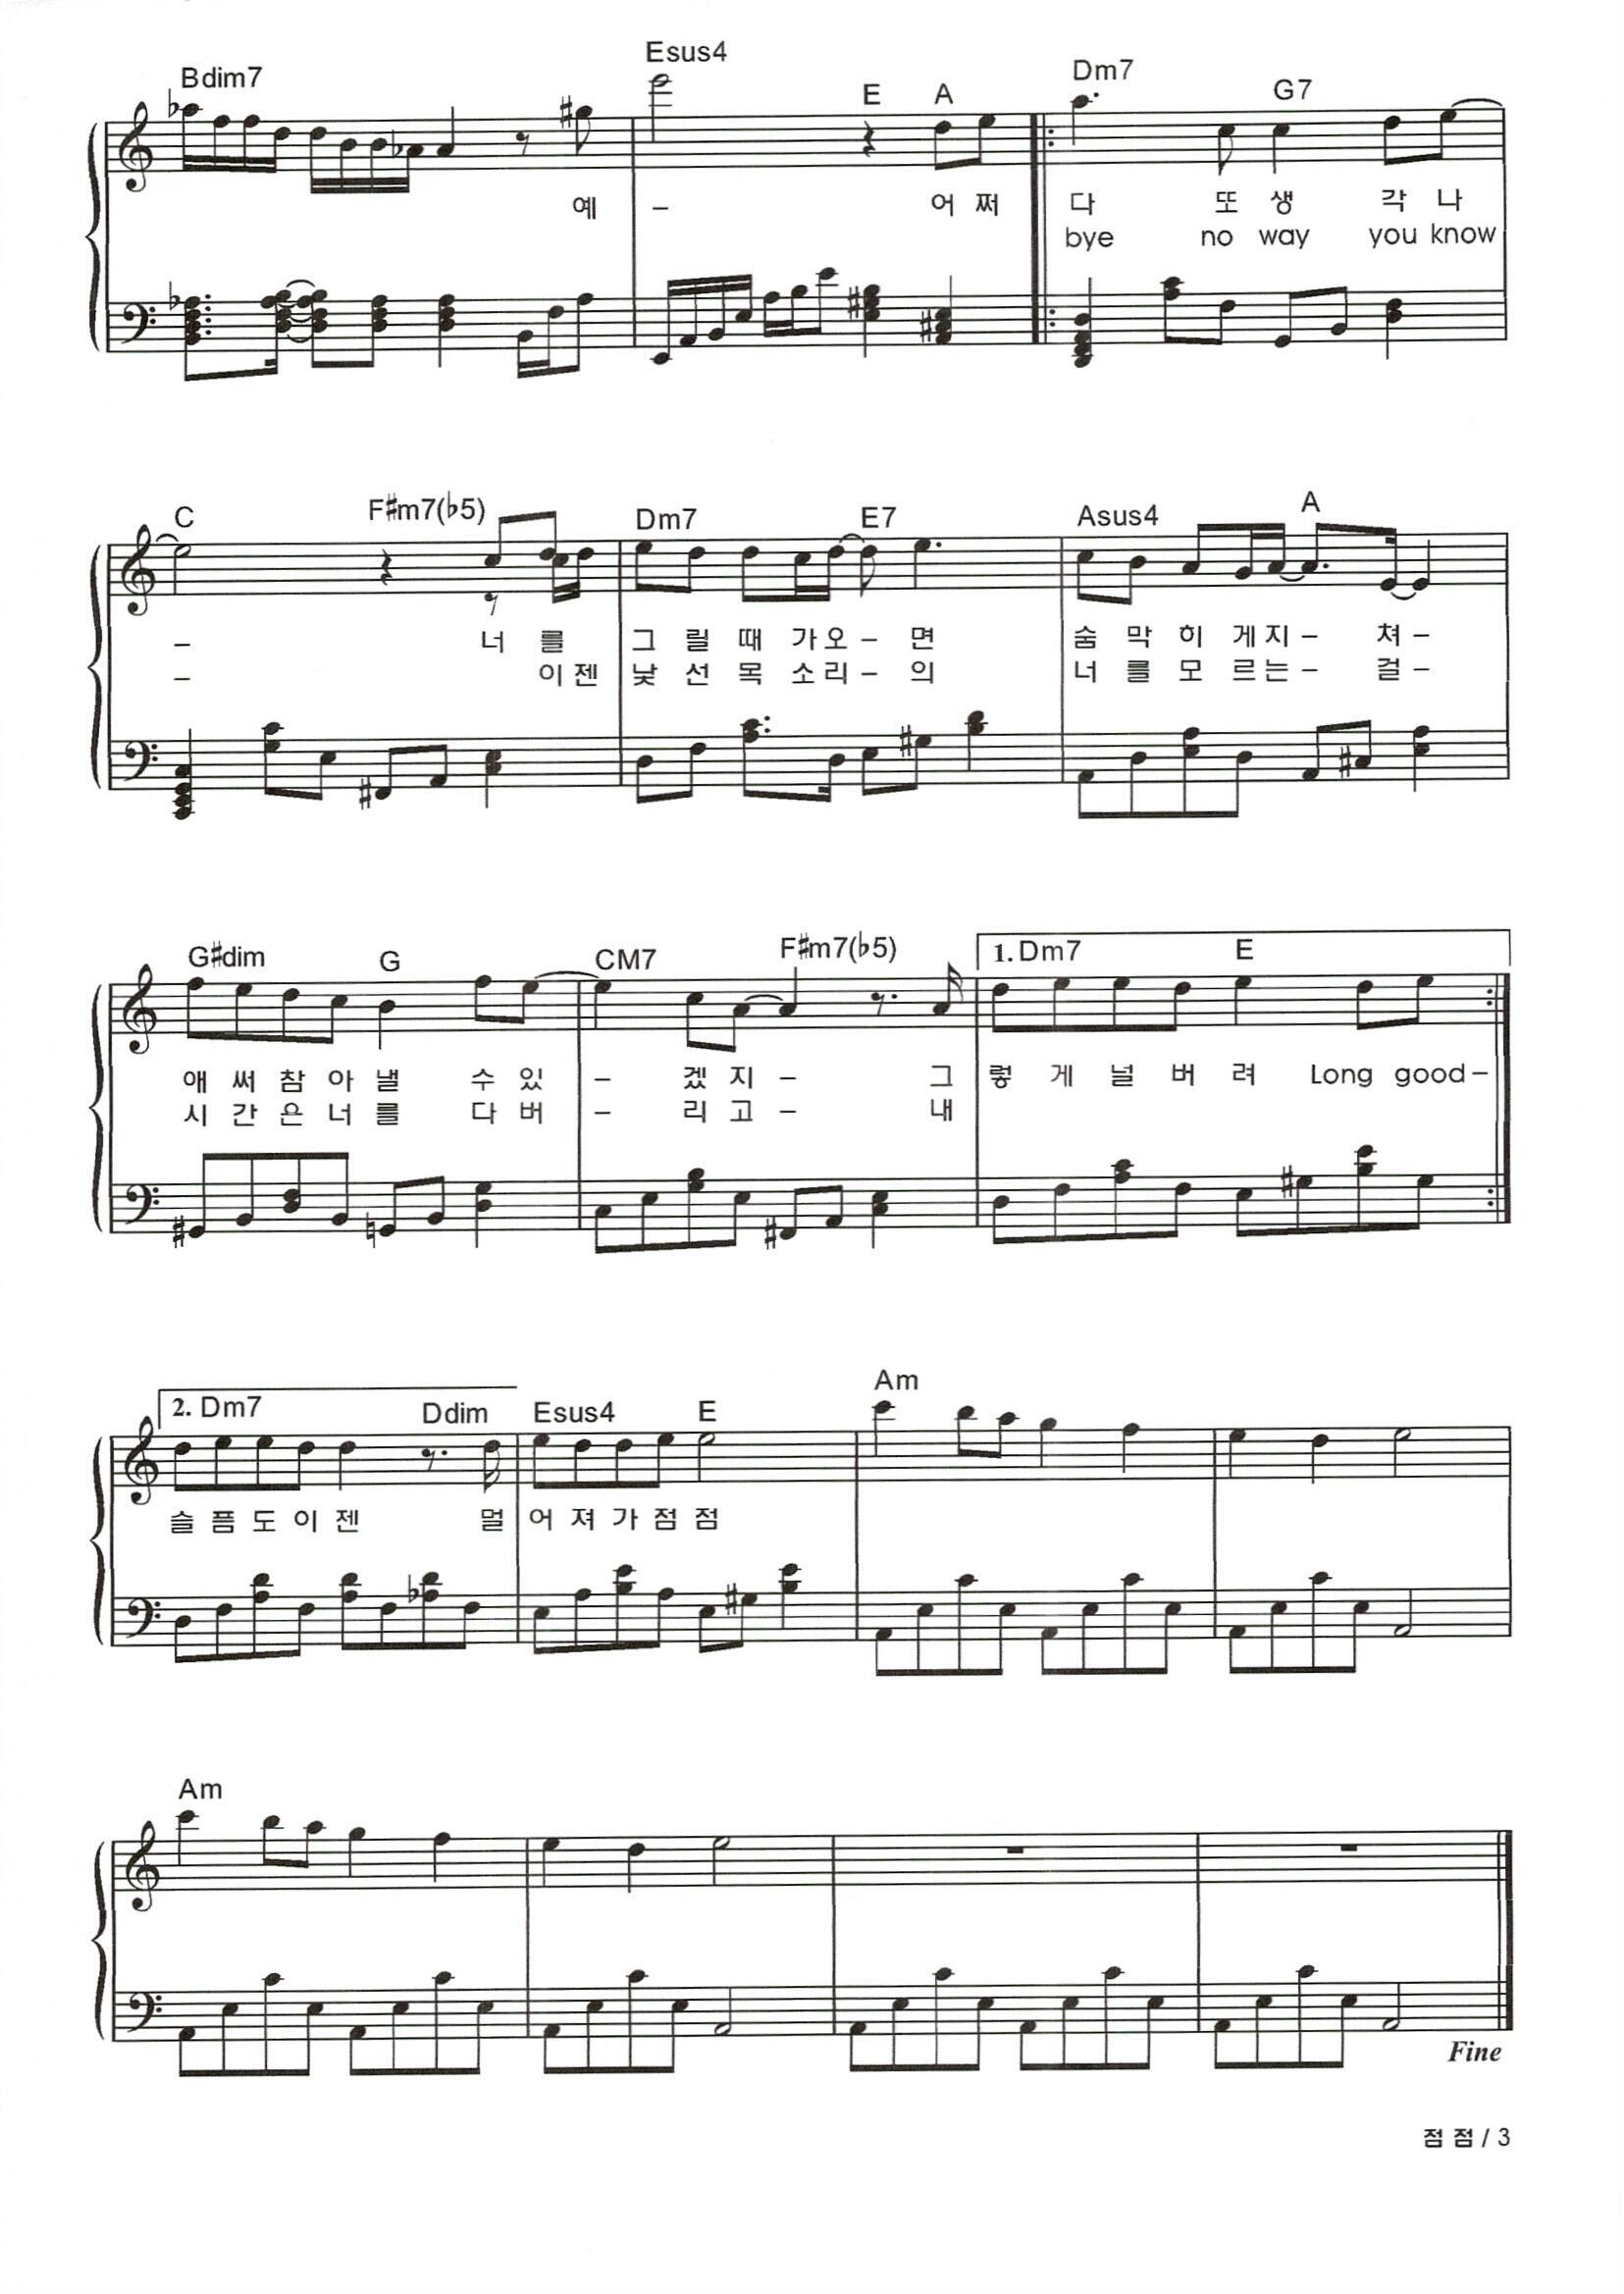 Bdim7 Esus4 E A Dm7 G7
예 – 어 쩌 다 또 생 각 나
bye no way you know
C F#m7(b5) Dm7 E7 Asus4 A
– 너 를 그 릴 때 가 오 – 면 숨 막 히 게 지 – 쳐 –
– 이 젠 낯 선 목 소 리 – 의 너 를 모 르 는 – 걸 –
G#dim G CM7 F#m7(b5) 1. Dm7 E
애 써 참 아 낼 수 있 – 겠 지 – 그 렇 게 널 버 려 Long good–
시 간 은 너 를 다 버 – 리 고 – 내
2. Dm7 Ddim Esus4 E Am
슬 픔 도 이 젠 멀 어 져 가 점 점
Am
Fine
점 점 / 3